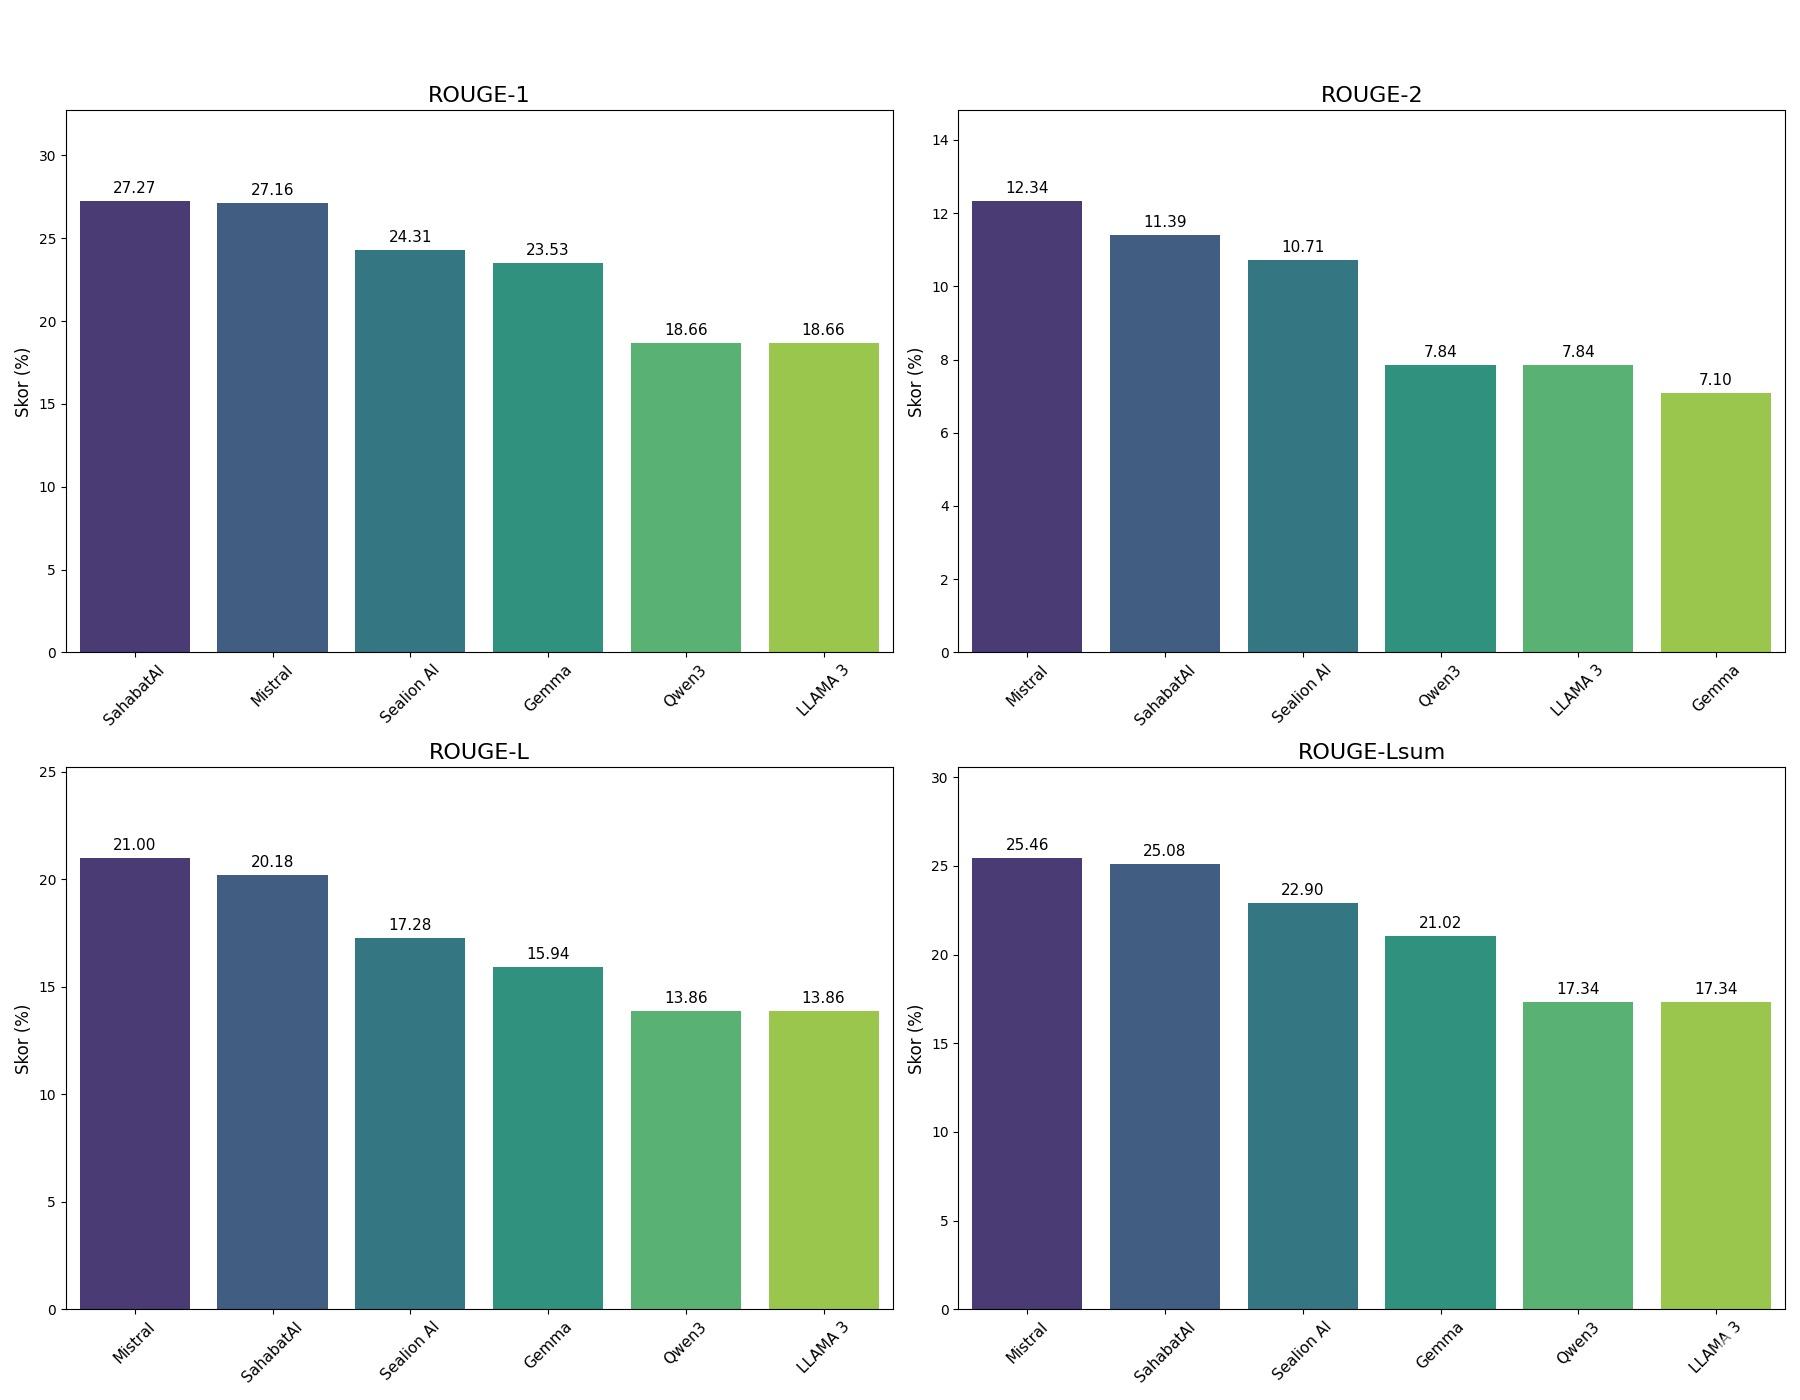 ROUGE-1
Skor (%)
30
25
20
15
10
5
0
27.27
27.16
24.31
23.53
18.66
18.66
SahabatAI
Mistral
Sealion AI
Gemma
Qwen3
LLAMA 3
ROUGE-2
Skor (%)
14
12
10
8
6
4
2
0
12.34
11.39
10.71
7.84
7.84
7.10
Mistral
SahabatAI
Sealion AI
Qwen3
LLAMA 3
Gemma
ROUGE-L
Skor (%)
25
20
15
10
5
0
21.00
20.18
17.28
15.94
13.86
13.86
Mistral
SahabatAI
Sealion AI
Gemma
Qwen3
LLAMA 3
ROUGE-Lsum
Skor (%)
30
25
20
15
10
5
0
25.46
25.08
22.90
21.02
17.34
17.34
Mistral
SahabatAI
Sealion AI
Gemma
Qwen3
LLAMA 3